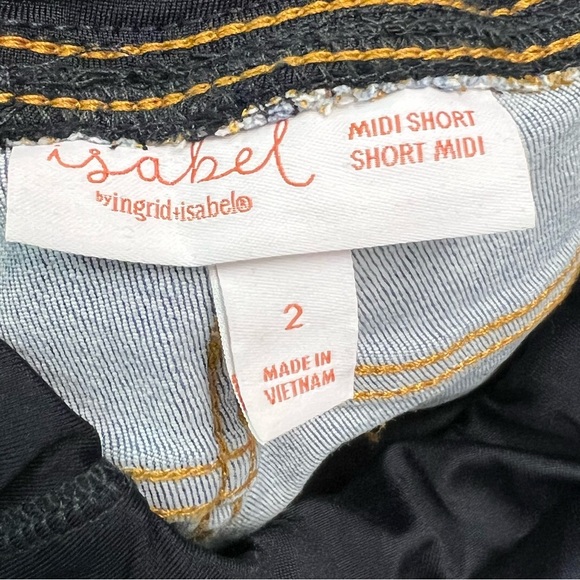 isabel
by ingrid+isabel®
MIDI SHORT
SHORT MIDI
2
MADE IN
VIETNAM